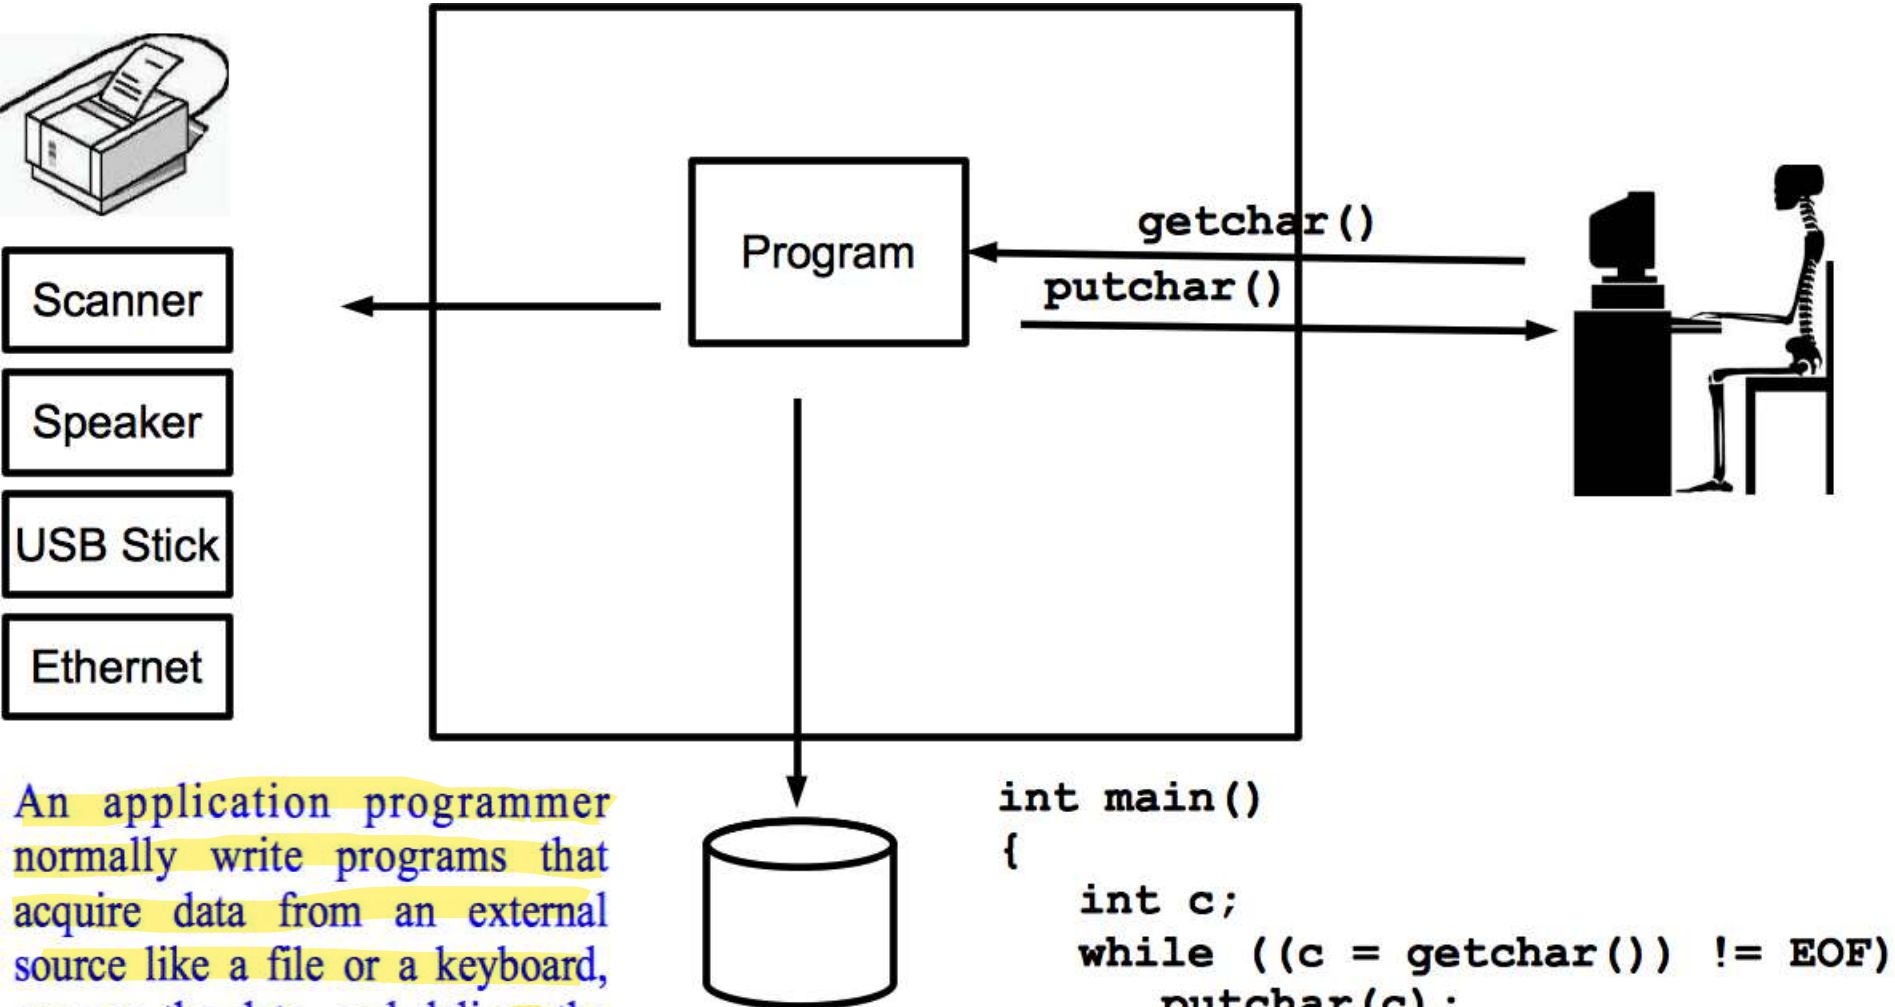 getchar()
Program
putchar()
Scanner
Speaker
USB Stick
Ethernet
An application programmer
normally write programs that
acquire data from an external
source like a file or a keyboard,
int main()
{
int c;
while ((c = getchar()) != EOF)
putchar(c);